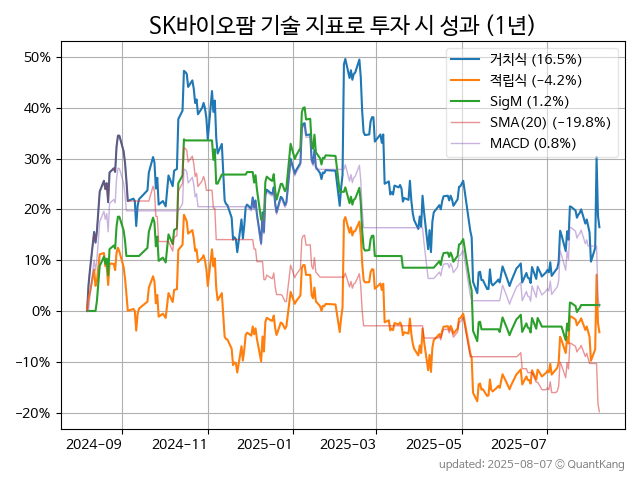 SK바이오팜 기술 지표로 투자 시 성과 (1년)
거치식 (16.5%)
적립식 (−4.2%)
SigM (1.2%)
SMA(20) (−19.8%)
MACD (0.8%)
50%
40%
30%
20%
10%
0%
−10%
−20%
2024-09
2024-11
2025-01
2025-03
2025-05
2025-07
updated: 2025-08-07 © QuantKang